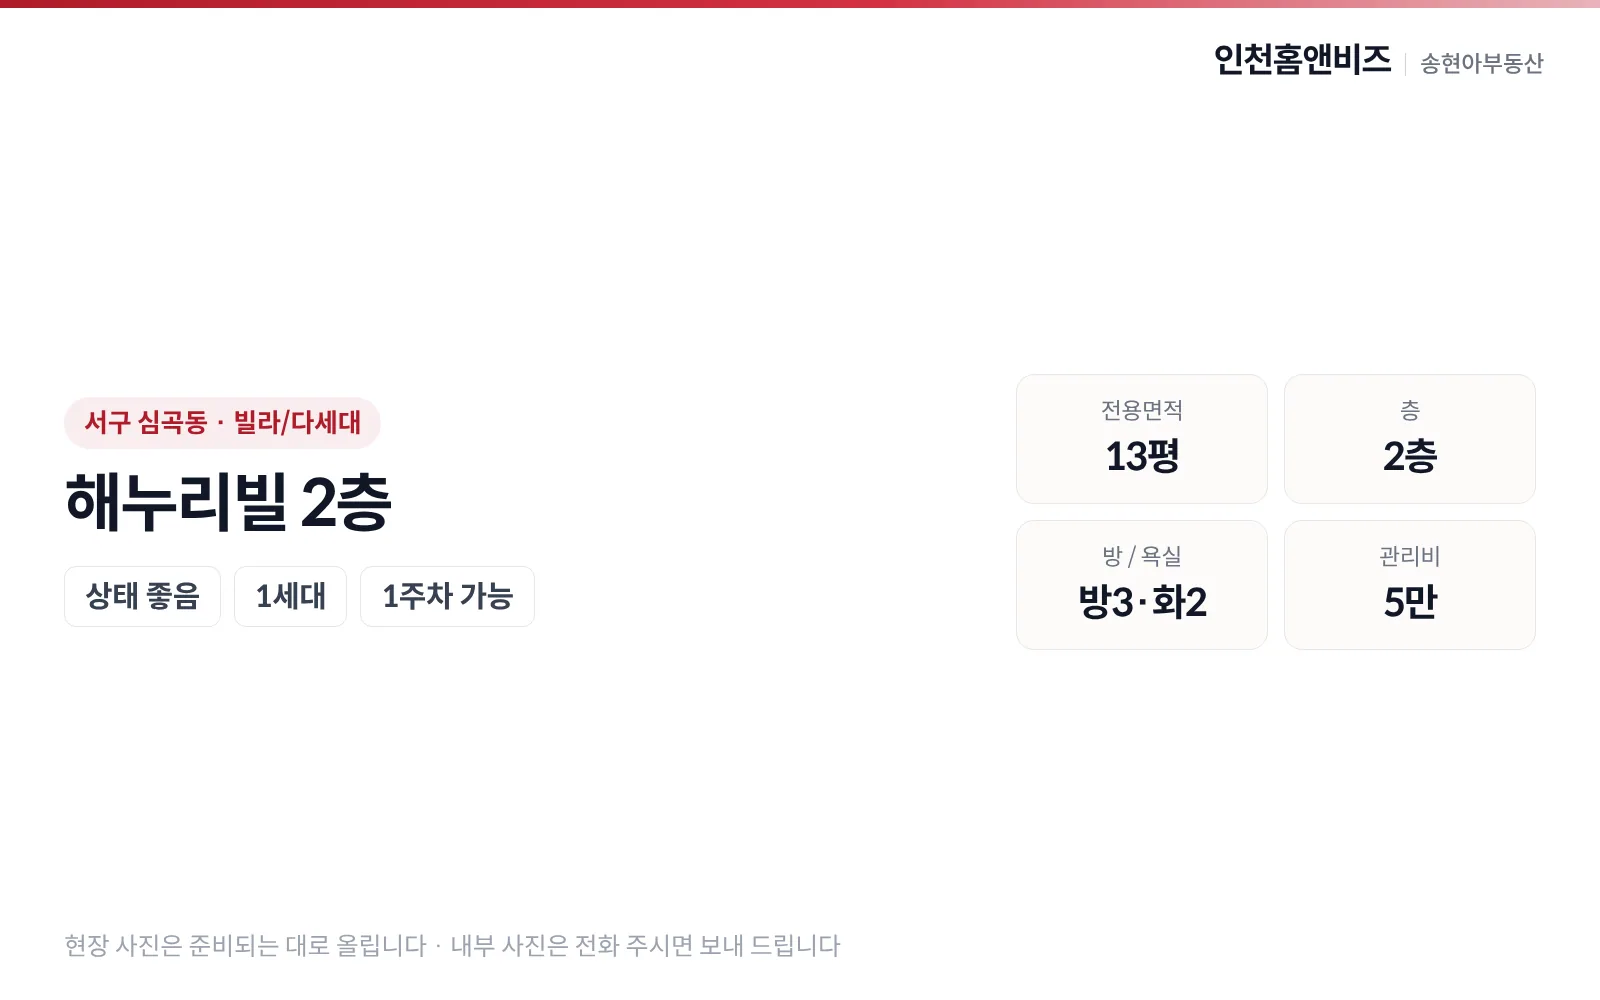 인천홈앤비즈 | 송현아부동산
서구 심곡동 · 빌라/다세대
해누리빌 2층
상태 좋음 1세대 1주차 가능
전용면적
13평
층
2층
방 / 욕실
방3·화2
관리비
5만
현장 사진은 준비되는 대로 올립니다 · 내부 사진은 전화 주시면 보내 드립니다